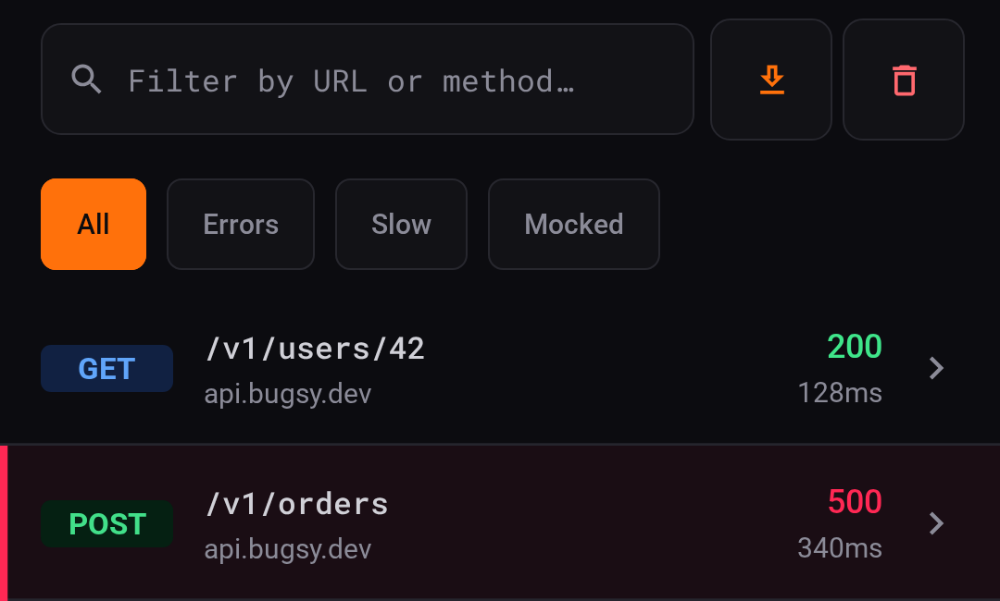 Filter by URL or method…
All Errors Slow Mocked
GET /v1/users/42 200
api.bugsy.dev 128ms
POST /v1/orders 500
api.bugsy.dev 340ms